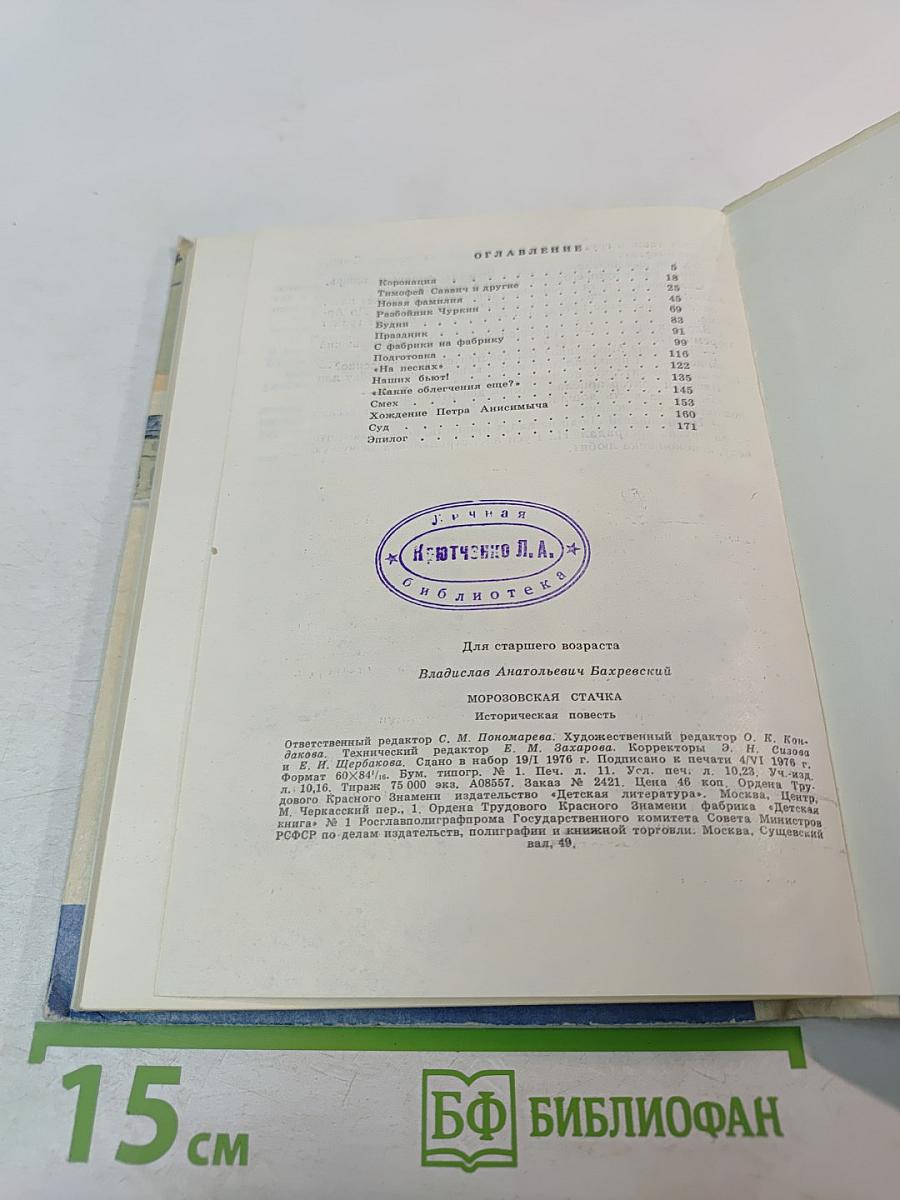 ОГЛАВЛЕНИЕ
Коронация . . . . . . . . . . . . 5
Тимофей Саввич и другие . . . . . . . 18
Новая фамилия . . . . . . . . . . . 25
Разбойник Чуркин . . . . . . . . . . 45
Будни . . . . . . . . . . . . . . 69
Праздник . . . . . . . . . . . . . 83
С фабрики на фабрику . . . . . . . . 91
Подготовка . . . . . . . . . . . . 99
«На песках» . . . . . . . . . . . . 116
Наших бьют! . . . . . . . . . . . . 122
«Какие облегчения еще?» . . . . . . . 135
Смех . . . . . . . . . . . . . . 145
Хождение Петра Анисимыча . . . . . . 153
Суд . . . . . . . . . . . . . . . 160
Эпилог . . . . . . . . . . . . . . 171
Личная
Крютченко Л. А.
библиотека
Для старшего возраста
Владислав Анатольевич Бахревский
МОРОЗОВСКАЯ СТАЧКА
Историческая повесть
Ответственный редактор С. М. Пономарева. Художественный редактор О. К. Кон-
дакова. Технический редактор Е. М. Захарова. Корректоры Э. Н. Сизова
и Е. И. Щербакова. Сдано в набор 19/I 1976 г. Подписано к печати 4/VI 1976 г.
Формат 60×84¹/₁₆. Бум. типогр. № 1. Печ. л. 11. Усл. печ. л. 10,23. Уч.-изд.
л. 10,16. Тираж 75 000 экз. А08557. Заказ № 2421. Цена 46 коп. Ордена Тру-
дового Красного Знамени издательство «Детская литература». Москва, Центр,
М. Черкасский пер., 1. Ордена Трудового Красного Знамени фабрика «Детская
книга» № 1 Росглавполиграфпрома Государственного комитета Совета Министров
РСФСР по делам издательств, полиграфии и книжной торговли. Москва, Сущевский
вал, 49.
15 см
БФ БИБЛИОФАН